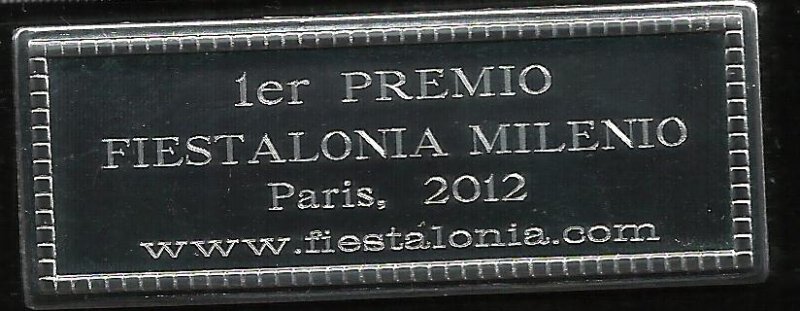 1er PREMIO
FIESTALONIA MILENIO
Paris, 2012
www.fiestalonia.com